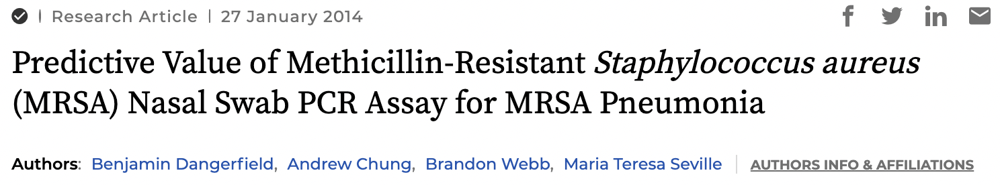 Research Article | 27 January 2014
Predictive Value of Methicillin-Resistant Staphylococcus aureus
(MRSA) Nasal Swab PCR Assay for MRSA Pneumonia
Authors: Benjamin Dangerfield, Andrew Chung, Brandon Webb, Maria Teresa Seville | AUTHORS INFO & AFFILIATIONS